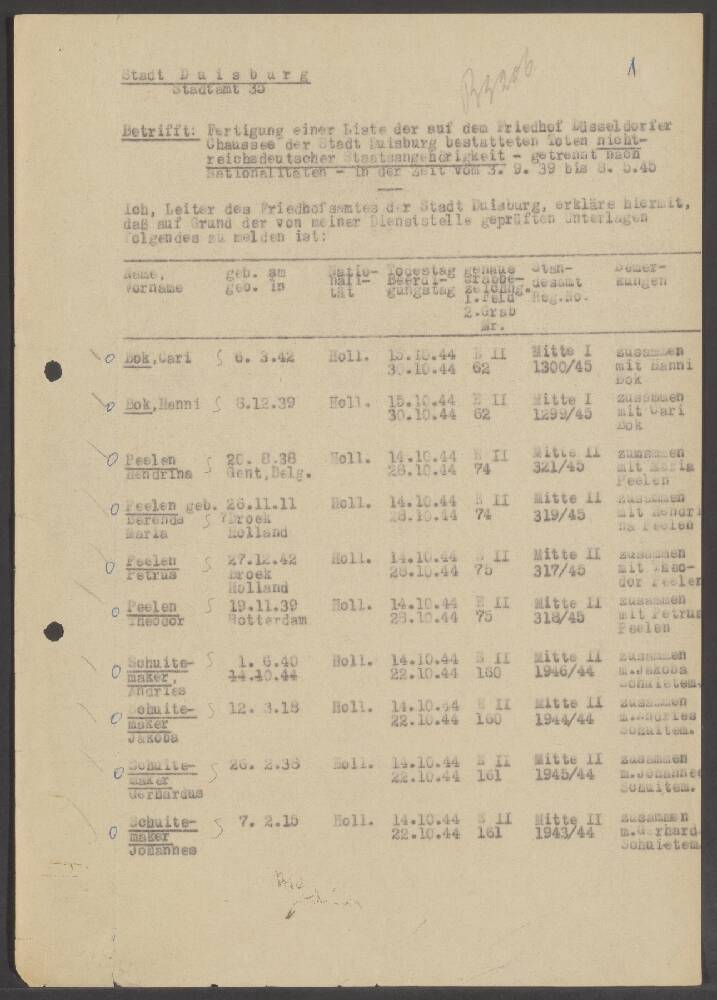 1
Stadt Duisburg
Stadtamt 35
Betrifft: Fertigung einer Liste der auf dem Friedhof Düsseldorfer
Chaussee der Stadt Duisburg bestatteten Toten nicht-
reichsdeutscher Staatsangehörigkeit - getrennt nach
Nationalitäten - in der Zeit vom 3. 9. 39 bis 8. 5.45
Ich, Leiter des Friedhofsamtes der Stadt Duisburg, erkläre hiermit,
daß auf Grund der von meiner Dienststelle geprüften Unterlagen
folgendes zu melden ist:
Name, geb. am Natio- Todestag genaue Stan- Bemer-
Vorname geb. in nali- Beerdi- Gräbe- desamt kungen
tät gungstag zeichng. Reg.No.
1.Feld
2.Grab
Nr.
Bok,Cari 6. 3.42 Holl. 15.10.44 E II Mitte I zusammen
30.10.44 62 1300/45 mit Hanni
Bok
Bok,Hanni 8.12.39 Holl. 15.10.44 E II Mitte I zusammen
30.10.44 62 1299/45 mit Cari
Bok
Peelen 20. 8.38 Holl. 14.10.44 E II Mitte II zusammen
Hendrina Gent,Belg. 28.10.44 74 321/45 mit Maria
Peelen
Peelen geb. 26.11.11 Holl. 14.10.44 E II Mitte II zusammen
Berends Broek 28.10.44 74 319/45 mit Hendri
Maria Holland na Peelen
Peelen 27.12.42 Holl. 14.10.44 E II Mitte II zusammen
Petrus Broek 28.10.44 75 317/45 mit Theo-
Holland dor Peelen
Peelen 19.11.39 Holl. 14.10.44 E II Mitte II zusammen
Theodor Rotterdam 28.10.44 75 318/45 mit Petrus
Peelen
Schuite- 1. 6.40 Holl. 14.10.44 E II Mitte II zusammen
maker, 14.10.44 22.10.44 160 1946/44 m.Jakoba
Andries Schuietem.
Schuite- 12. 3.18 Holl. 14.10.44 E II Mitte II zusammen
maker 22.10.44 160 1944/44 m.Andries
Jakoba Schuitem.
Schuite- 26. 2.38 Holl. 14.10.44 E II Mitte II zusammen
maker 22.10.44 161 1945/44 m.Johannes
Gerhardus Schuitem.
Schuite- 7. 2.15 Holl. 14.10.44 E II Mitte II zusammen
maker 22.10.44 161 1943/44 m.Gerhard
Johannes Schuietem